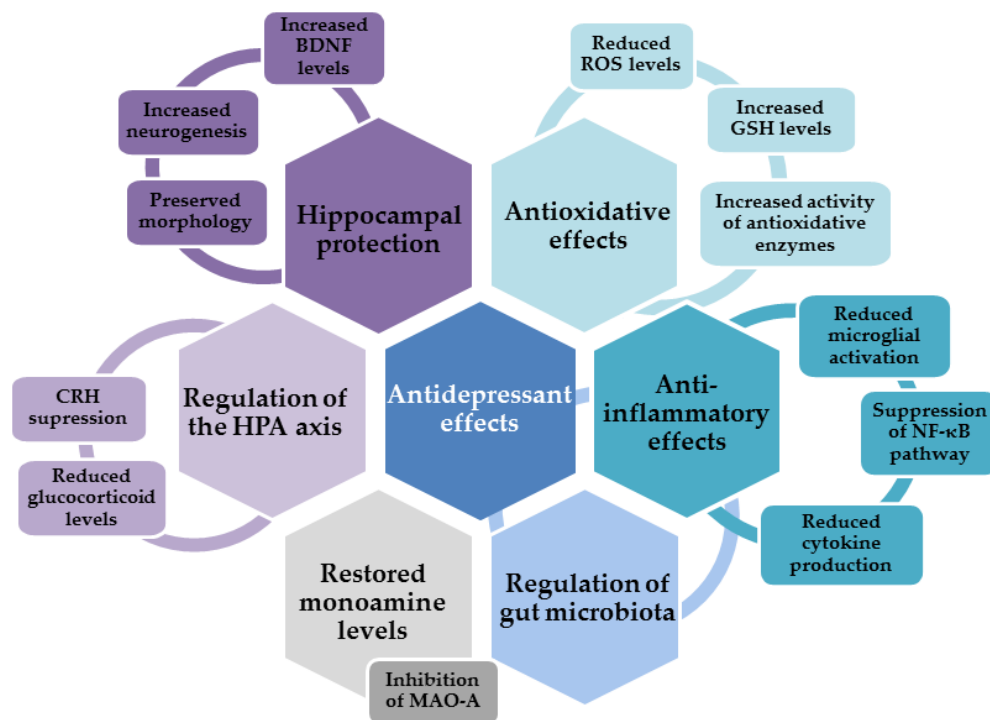 Increased
BDNF
levels
Increased
neurogenesis
Preserved
morphology
Hippocampal
protection
Reduced
ROS levels
Increased
GSH levels
Increased activity
of antioxidative
enzymes
Antioxidative
effects
CRH
supression
Reduced
glucocorticoid
levels
Regulation of
the HPA axis
Antidepressant
effects
Anti-
inflammatory
effects
Reduced
microglial
activation
Suppression
of NF-κB
pathway
Reduced
cytokine
production
Restored
monoamine
levels
Inhibition
of MAO-A
Regulation of
gut microbiota